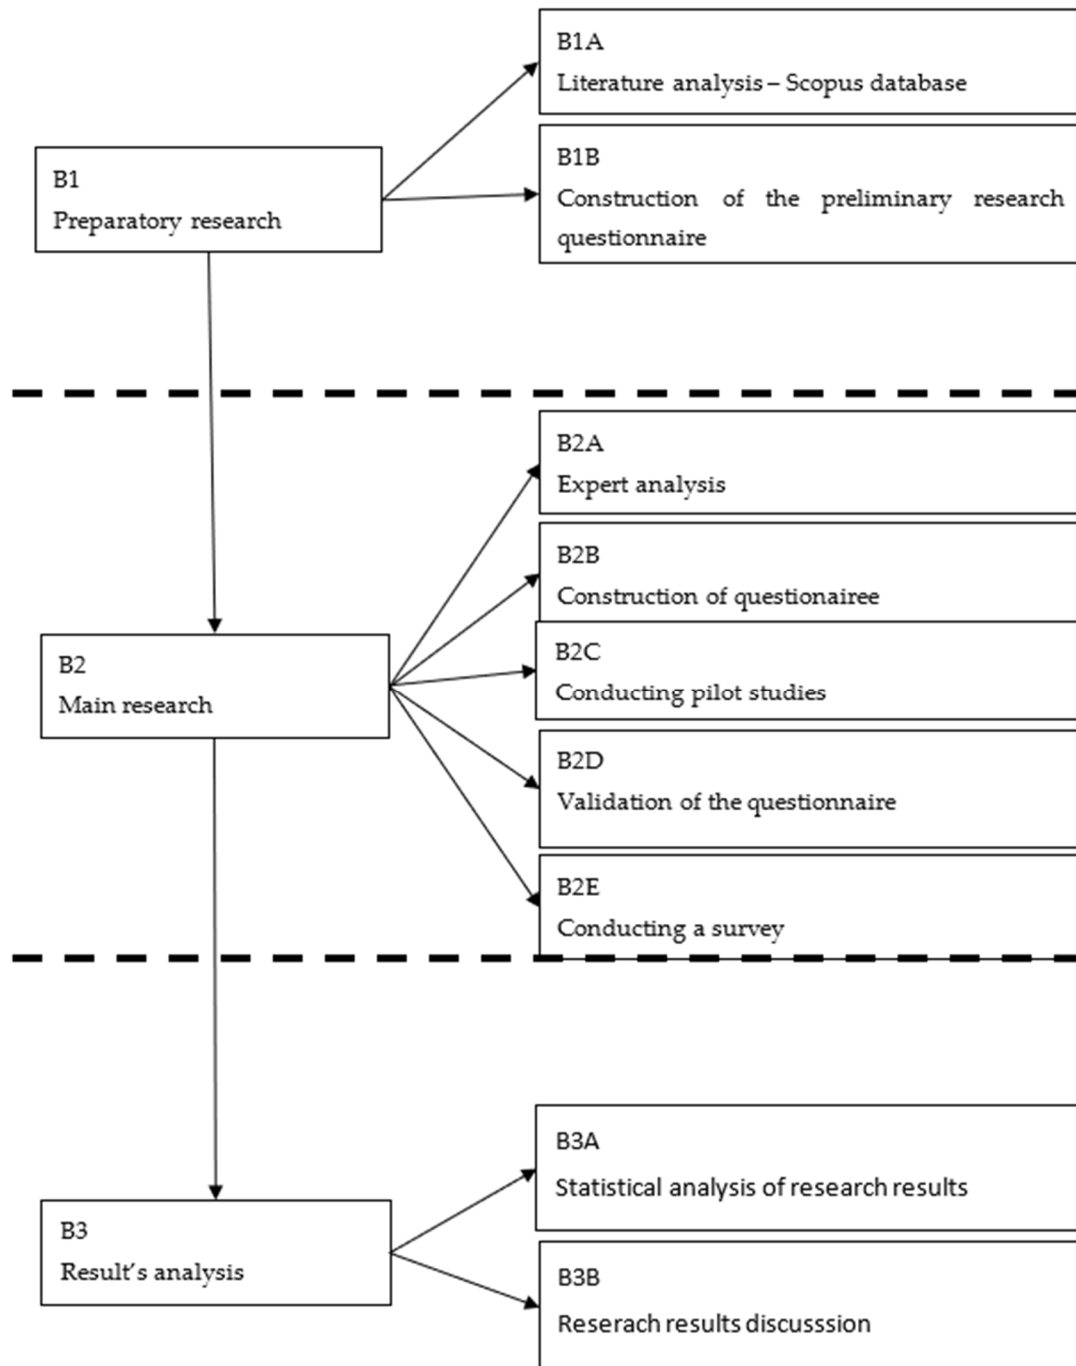 B1A
Literature analysis – Scopus database
B1B
Construction of the preliminary research
questionnaire
B1
Preparatory research
B2A
Expert analysis
B2B
Construction of questionairee
B2C
Conducting pilot studies
B2
Main research
B2D
Validation of the questionnaire
B2E
Conducting a survey
B3A
Statistical analysis of research results
B3
Result’s analysis
B3B
Reserach results discusssion